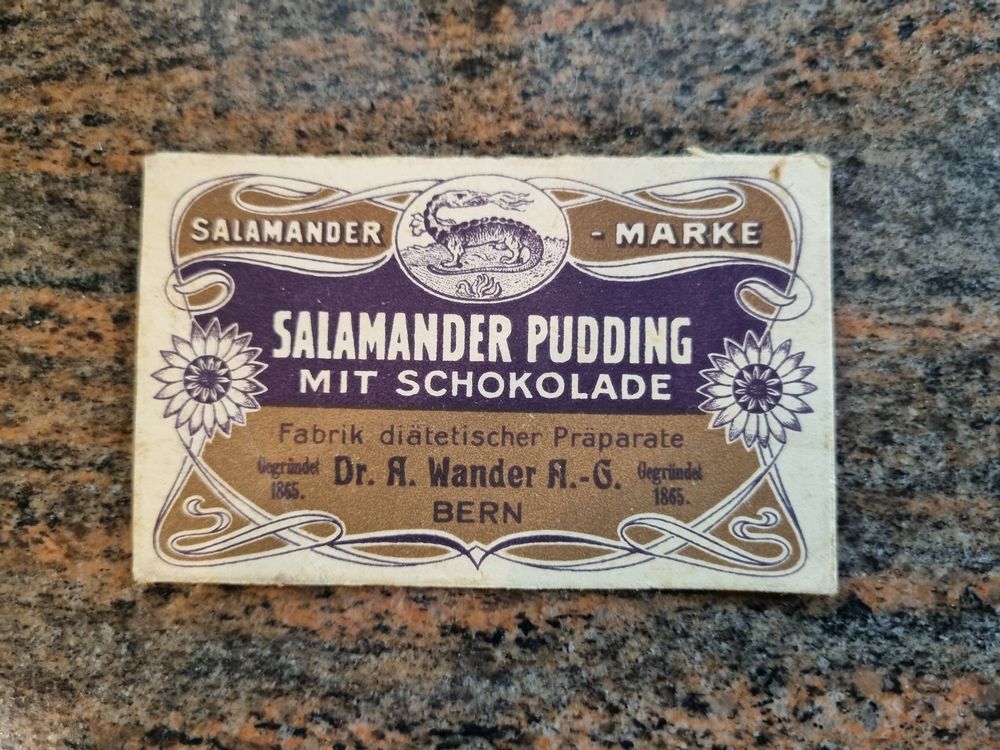 SALAMANDER - MARKE
SALAMANDER PUDDING
MIT SCHOKOLADE
Fabrik diätetischer Präparate
Gegründet 1865. Dr. A. Wander A.-G. Gegründet 1865.
BERN